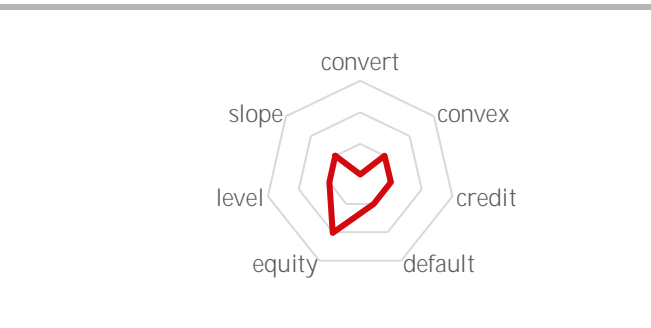 convert
slope
convex
level
credit
equity
default